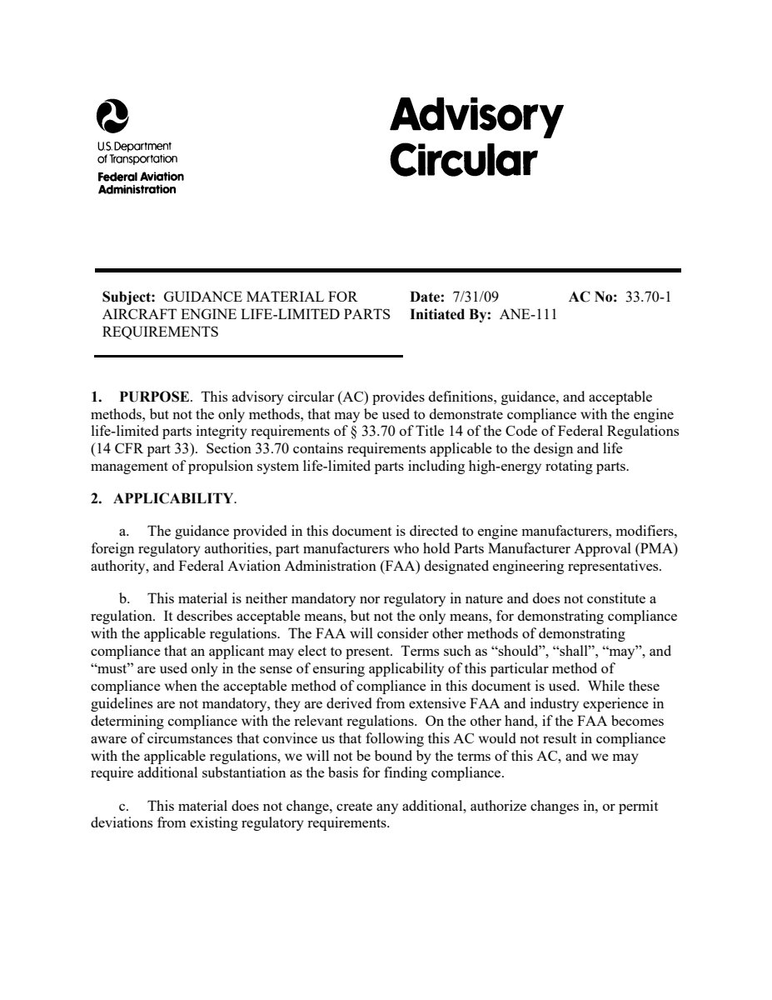 U.S. Department
of Transportation
Federal Aviation
Administration
Advisory
Circular
Subject: GUIDANCE MATERIAL FOR
AIRCRAFT ENGINE LIFE-LIMITED PARTS
REQUIREMENTS
Date: 7/31/09 AC No: 33.70-1
Initiated By: ANE-111
1. PURPOSE. This advisory circular (AC) provides definitions, guidance, and acceptable
methods, but not the only methods, that may be used to demonstrate compliance with the engine
life-limited parts integrity requirements of § 33.70 of Title 14 of the Code of Federal Regulations
(14 CFR part 33). Section 33.70 contains requirements applicable to the design and life
management of propulsion system life-limited parts including high-energy rotating parts.
2. APPLICABILITY.
a. The guidance provided in this document is directed to engine manufacturers, modifiers,
foreign regulatory authorities, part manufacturers who hold Parts Manufacturer Approval (PMA)
authority, and Federal Aviation Administration (FAA) designated engineering representatives.
b. This material is neither mandatory nor regulatory in nature and does not constitute a
regulation. It describes acceptable means, but not the only means, for demonstrating compliance
with the applicable regulations. The FAA will consider other methods of demonstrating
compliance that an applicant may elect to present. Terms such as “should”, “shall”, “may”, and
“must” are used only in the sense of ensuring applicability of this particular method of
compliance when the acceptable method of compliance in this document is used. While these
guidelines are not mandatory, they are derived from extensive FAA and industry experience in
determining compliance with the relevant regulations. On the other hand, if the FAA becomes
aware of circumstances that convince us that following this AC would not result in compliance
with the applicable regulations, we will not be bound by the terms of this AC, and we may
require additional substantiation as the basis for finding compliance.
c. This material does not change, create any additional, authorize changes in, or permit
deviations from existing regulatory requirements.